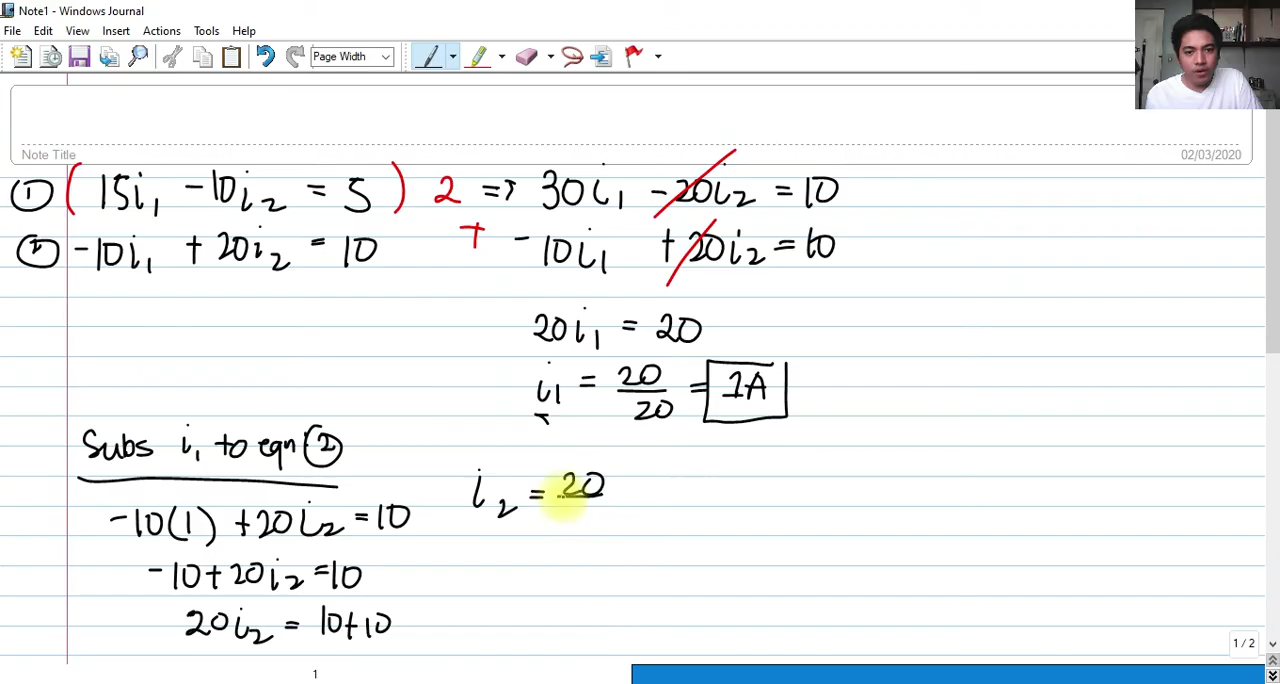 Note1 - Windows Journal
File Edit View Insert Actions Tools Help
Page Width
Note Title
02/03/2020
① ( 15i₁ -10i₂ = 5 ) 2 => 30i₁ -20i₂ = 10
② -10i₁ + 20i₂ = 10 + -10i₁ +20i₂ = 10
20i₁ = 20
i₁ = 20/20 = 1A
Subs i₁ to eqn ②
-10(1) +20i₂ = 10
-10+20i₂ =10
20i₂ = 10+10
i₂ = 20
1 / 2
1